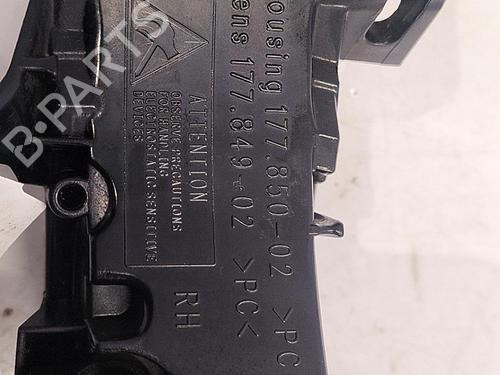 ousing 177.850-02 >PC
ens 177.849-02 >PC<
ATTENTION
OBSERVE PRECAUTIONS
FOR HANDLING
ELECTROSTATIC SENSITIVE
DEVICES
RH
B-PARTS